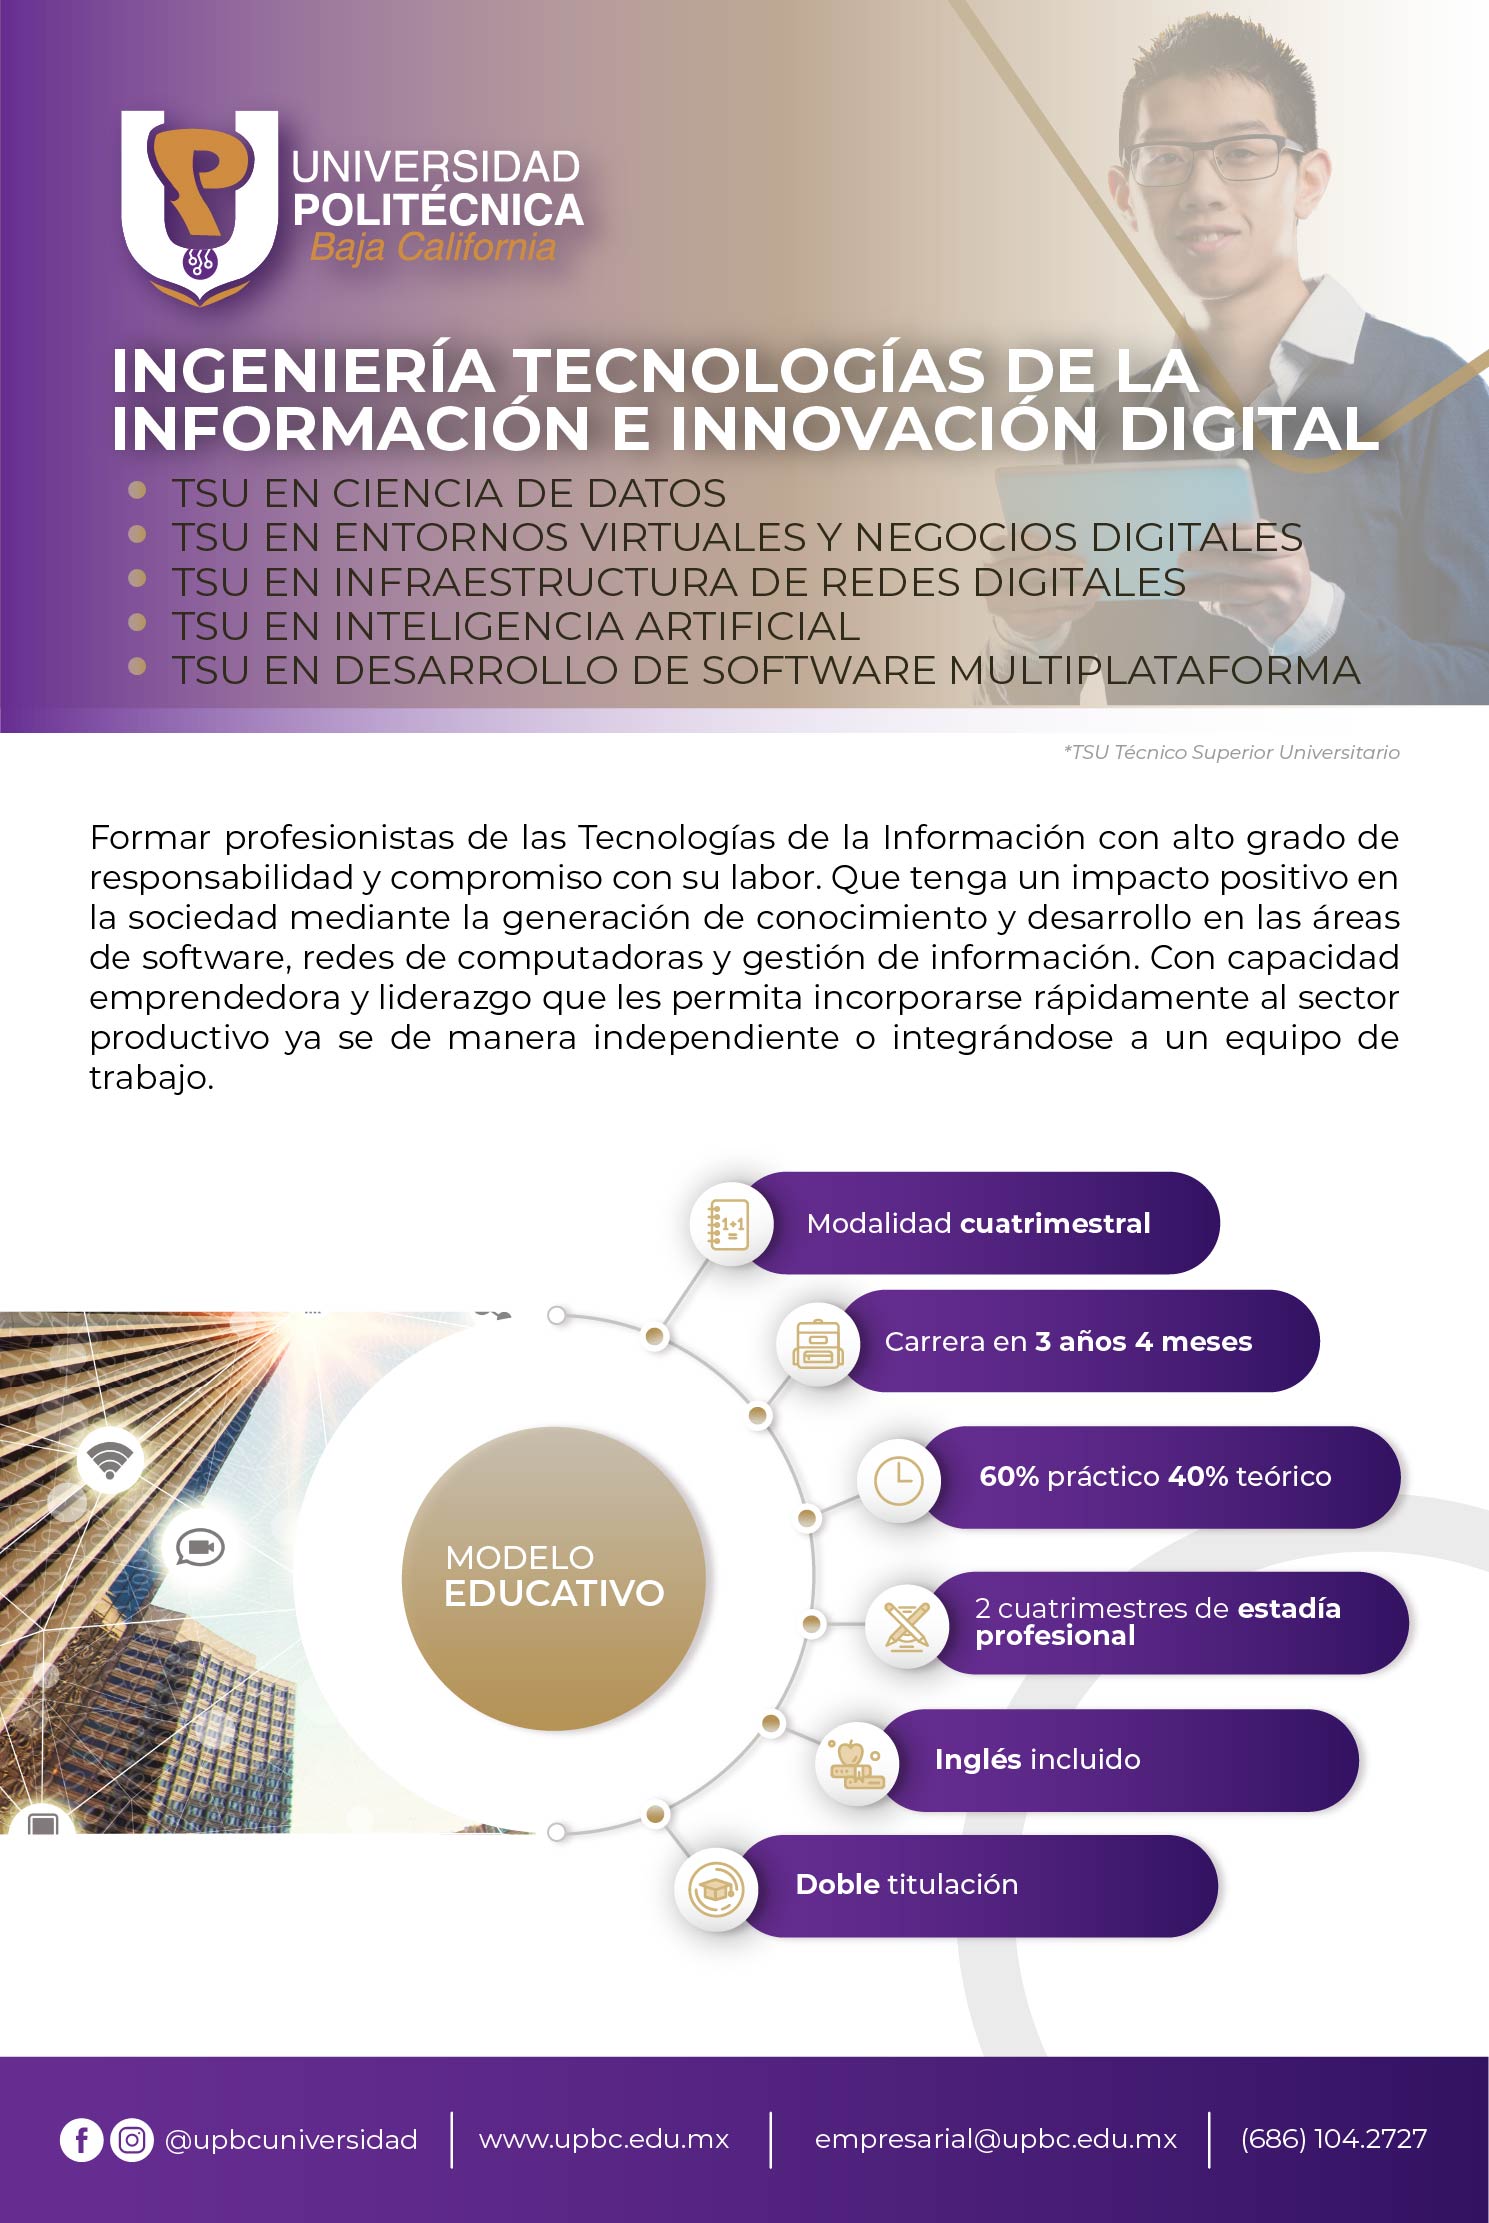 UNIVERSIDAD
POLITÉCNICA
Baja California
INGENIERÍA TECNOLOGÍAS DE LA
INFORMACIÓN E INNOVACIÓN DIGITAL
TSU EN CIENCIA DE DATOS
TSU EN ENTORNOS VIRTUALES Y NEGOCIOS DIGITALES
TSU EN INFRAESTRUCTURA DE REDES DIGITALES
TSU EN INTELIGENCIA ARTIFICIAL
TSU EN DESARROLLO DE SOFTWARE MULTIPLATAFORMA
*TSU Técnico Superior Universitario
Formar profesionistas de las Tecnologías de la Información con alto grado de
responsabilidad y compromiso con su labor. Que tenga un impacto positivo en
la sociedad mediante la generación de conocimiento y desarrollo en las áreas
de software, redes de computadoras y gestión de información. Con capacidad
emprendedora y liderazgo que les permita incorporarse rápidamente al sector
productivo ya se de manera independiente o integrándose a un equipo de
trabajo.
1+1
=
Modalidad cuatrimestral
Carrera en 3 años 4 meses
60% práctico 40% teórico
MODELO
EDUCATIVO
2 cuatrimestres de estadía
profesional
Inglés incluido
Doble titulación
@upbcuniversidad
www.upbc.edu.mx
empresarial@upbc.edu.mx
(686) 104.2727